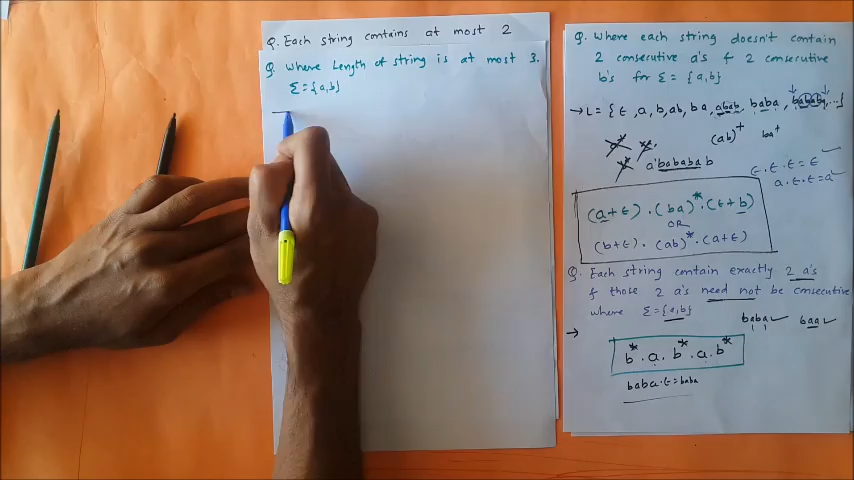 Q. Each string contains at most 2
Q. Where Length of string is at most 3.
Σ = {a,b}
Q. Where each string doesn't contain
2 consecutive a's & 2 consecutive
b's for Σ = {a, b}
→ L = { ε, a, b, ab, ba, abab, baba, bababa, ...}
(ab)⁺ ba⁺
a bababa b
ε.ε.ε = ε
a.ε.ε = a
(a+ε).(ba)*.(ε+b)
OR
(b+ε).(ab)*.(a+ε)
Q. Each string contain exactly 2 a's
& those 2 a's need not be consecutive
where Σ={a,b}
baba ✓ baa ✓
→ b*.a.b*.a.b*
baba.ε=baba